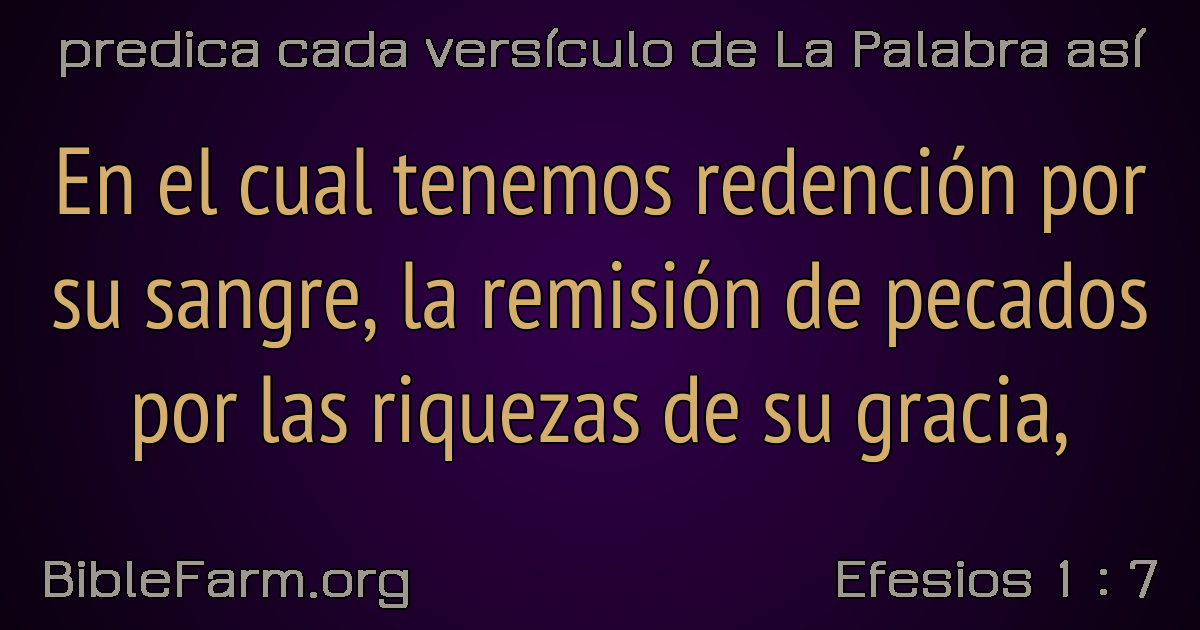 predica cada versículo de La Palabra así
En el cual tenemos redención por
su sangre, la remisión de pecados
por las riquezas de su gracia,
BibleFarm.org
Efesios 1 : 7